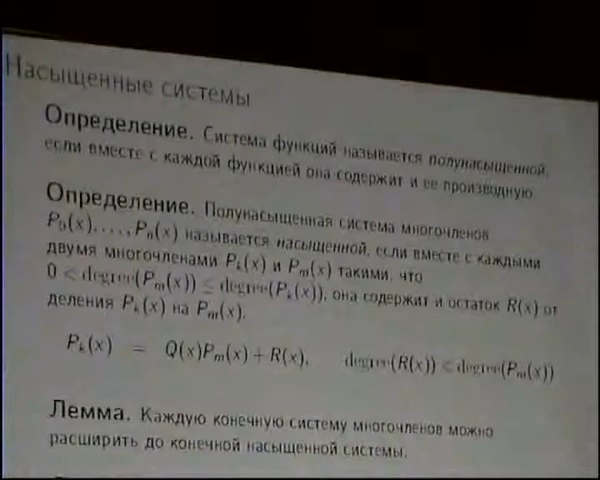 Насыщенные системы
Определение. Система функций называется полунасыщенной,
если вместе с каждой функцией она содержит и ее производную
Определение. Полунасыщенная система многочленов
P₀(x), . . . , Pₙ(x) называется насыщенной, если вместе с каждыми
двумя многочленами Pₖ(x) и Pₘ(x) такими, что
0 < degree(Pₘ(x)) ≤ degree(Pₖ(x)), она содержит и остаток R(x) от
деления Pₖ(x) на Pₘ(x),
Pₖ(x) = Q(x)Pₘ(x) + R(x), degree(R(x)) < degree(Pₘ(x))
Лемма. Каждую конечную систему многочленов можно
расширить до конечной насыщенной системы.